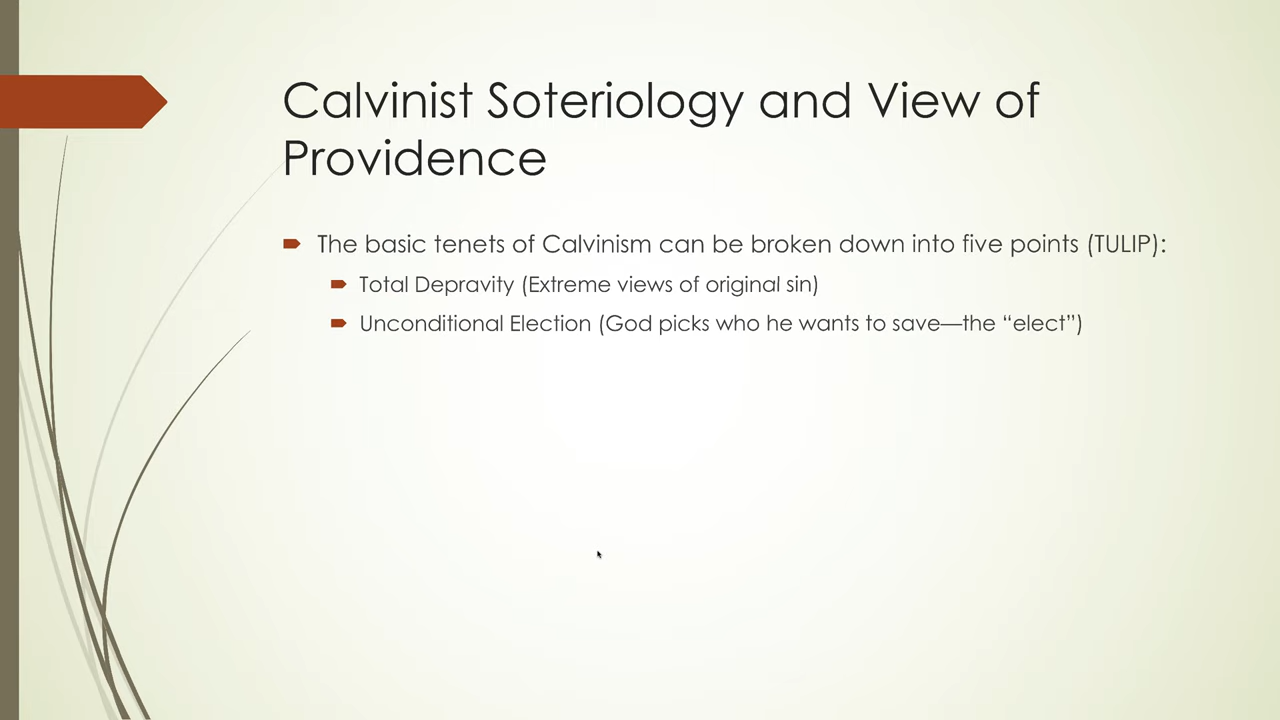 Calvinist Soteriology and View of
Providence
The basic tenets of Calvinism can be broken down into five points (TULIP):
Total Depravity (Extreme views of original sin)
Unconditional Election (God picks who he wants to save—the “elect”)